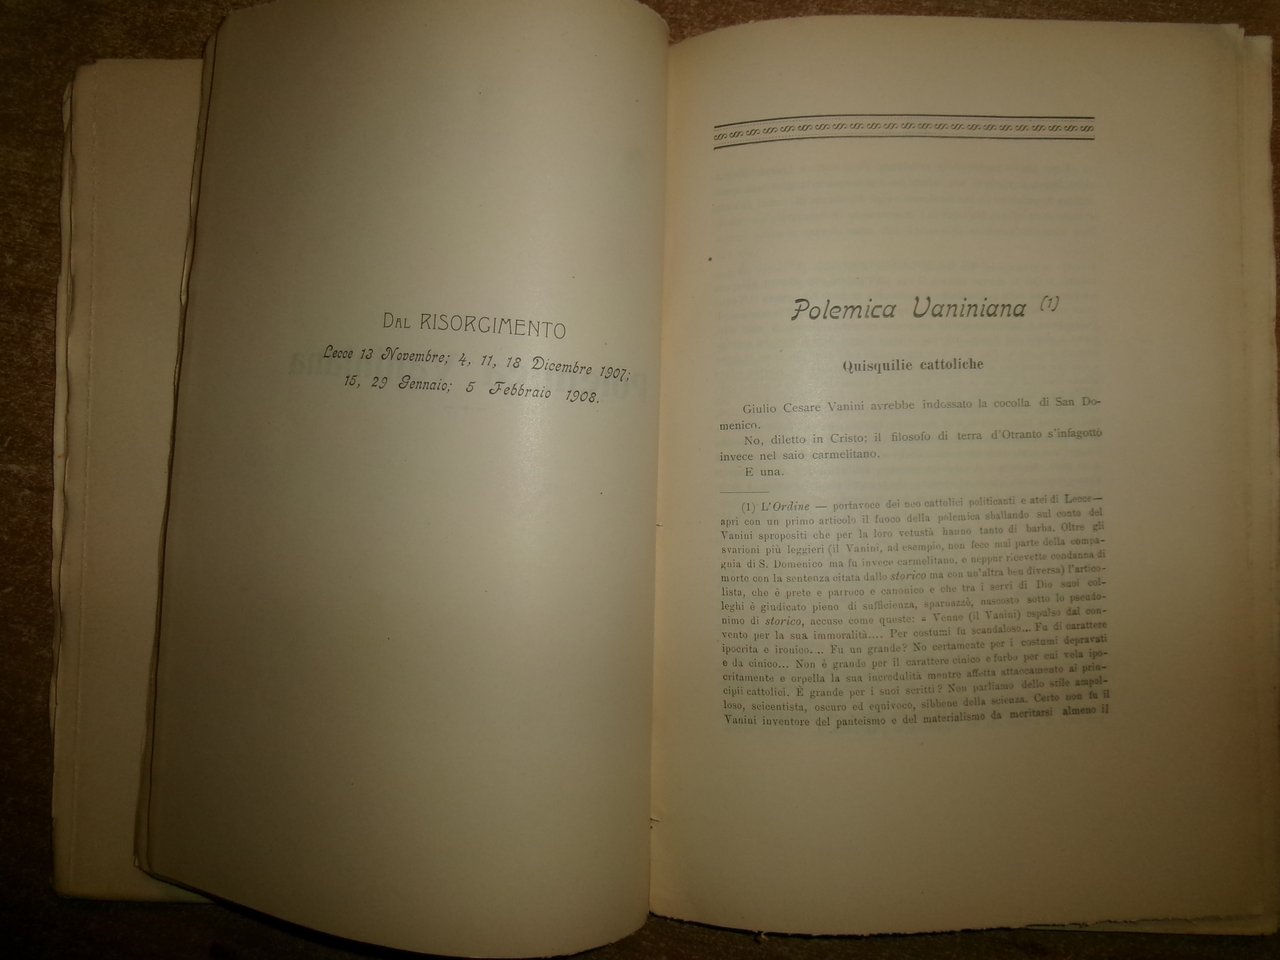 Dal RISORGIMENTO
Lecce 13 Novembre; 4, 11, 18 Dicembre 1907;
15, 29 Gennaio; 5 Febbraio 1908.
Polemica Vaniniana (1)
Quisquilie cattoliche
Giulio Cesare Vanini avrebbe indossato la cocolla di San Do-
menico.
No, diletto in Cristo; il filosofo di terra d'Otranto s'infagottò
invece nel saio carmelitano.
E una.
(1) L'Ordine — portavoce dei neo cattolici politicanti e atei di Lecce—
aprì con un primo articolo il fuoco della polemica sballando sul conto del
Vanini spropositi che per la loro vetustà hanno tanto di barba. Oltre gli
svarioni più leggieri (il Vanini, ad esempio, non fece mai parte della compa-
gnia di S. Domenico ma fu invece carmelitano, e neppur ricevette condanna di
morte con la sentenza citata dallo storico ma con un'altra ben diversa) l'artico-
lista, che è prete e parroco e canonico e che tra i servi di Dio suoi col-
leghi è giudicato pieno di sufficienza, sparnazzò, nascosto sotto lo pseudo-
nimo di storico, accuse come queste: « Venne (il Vanini) espulso dal con-
vento per la sua immoralità.... Per costumi fu scandaloso... Fu di carattere
ipocrita e ironico... Fu un grande? No certamente per i costumi depravati
e da cinico... Non è grande per il carattere cinico e furbo per cui vela ipo-
critamente e orpella la sua incredulità mentre affetta attaccamento ai prin-
cipii cattolici. È grande per i suoi scritti? Non parliamo dello stile ampol-
loso, scicentista, oscuro ed equivoco, sibbene della scienza. Certo non fu il
Vanini inventore del panteismo e del materialismo da meritarsi almeno il